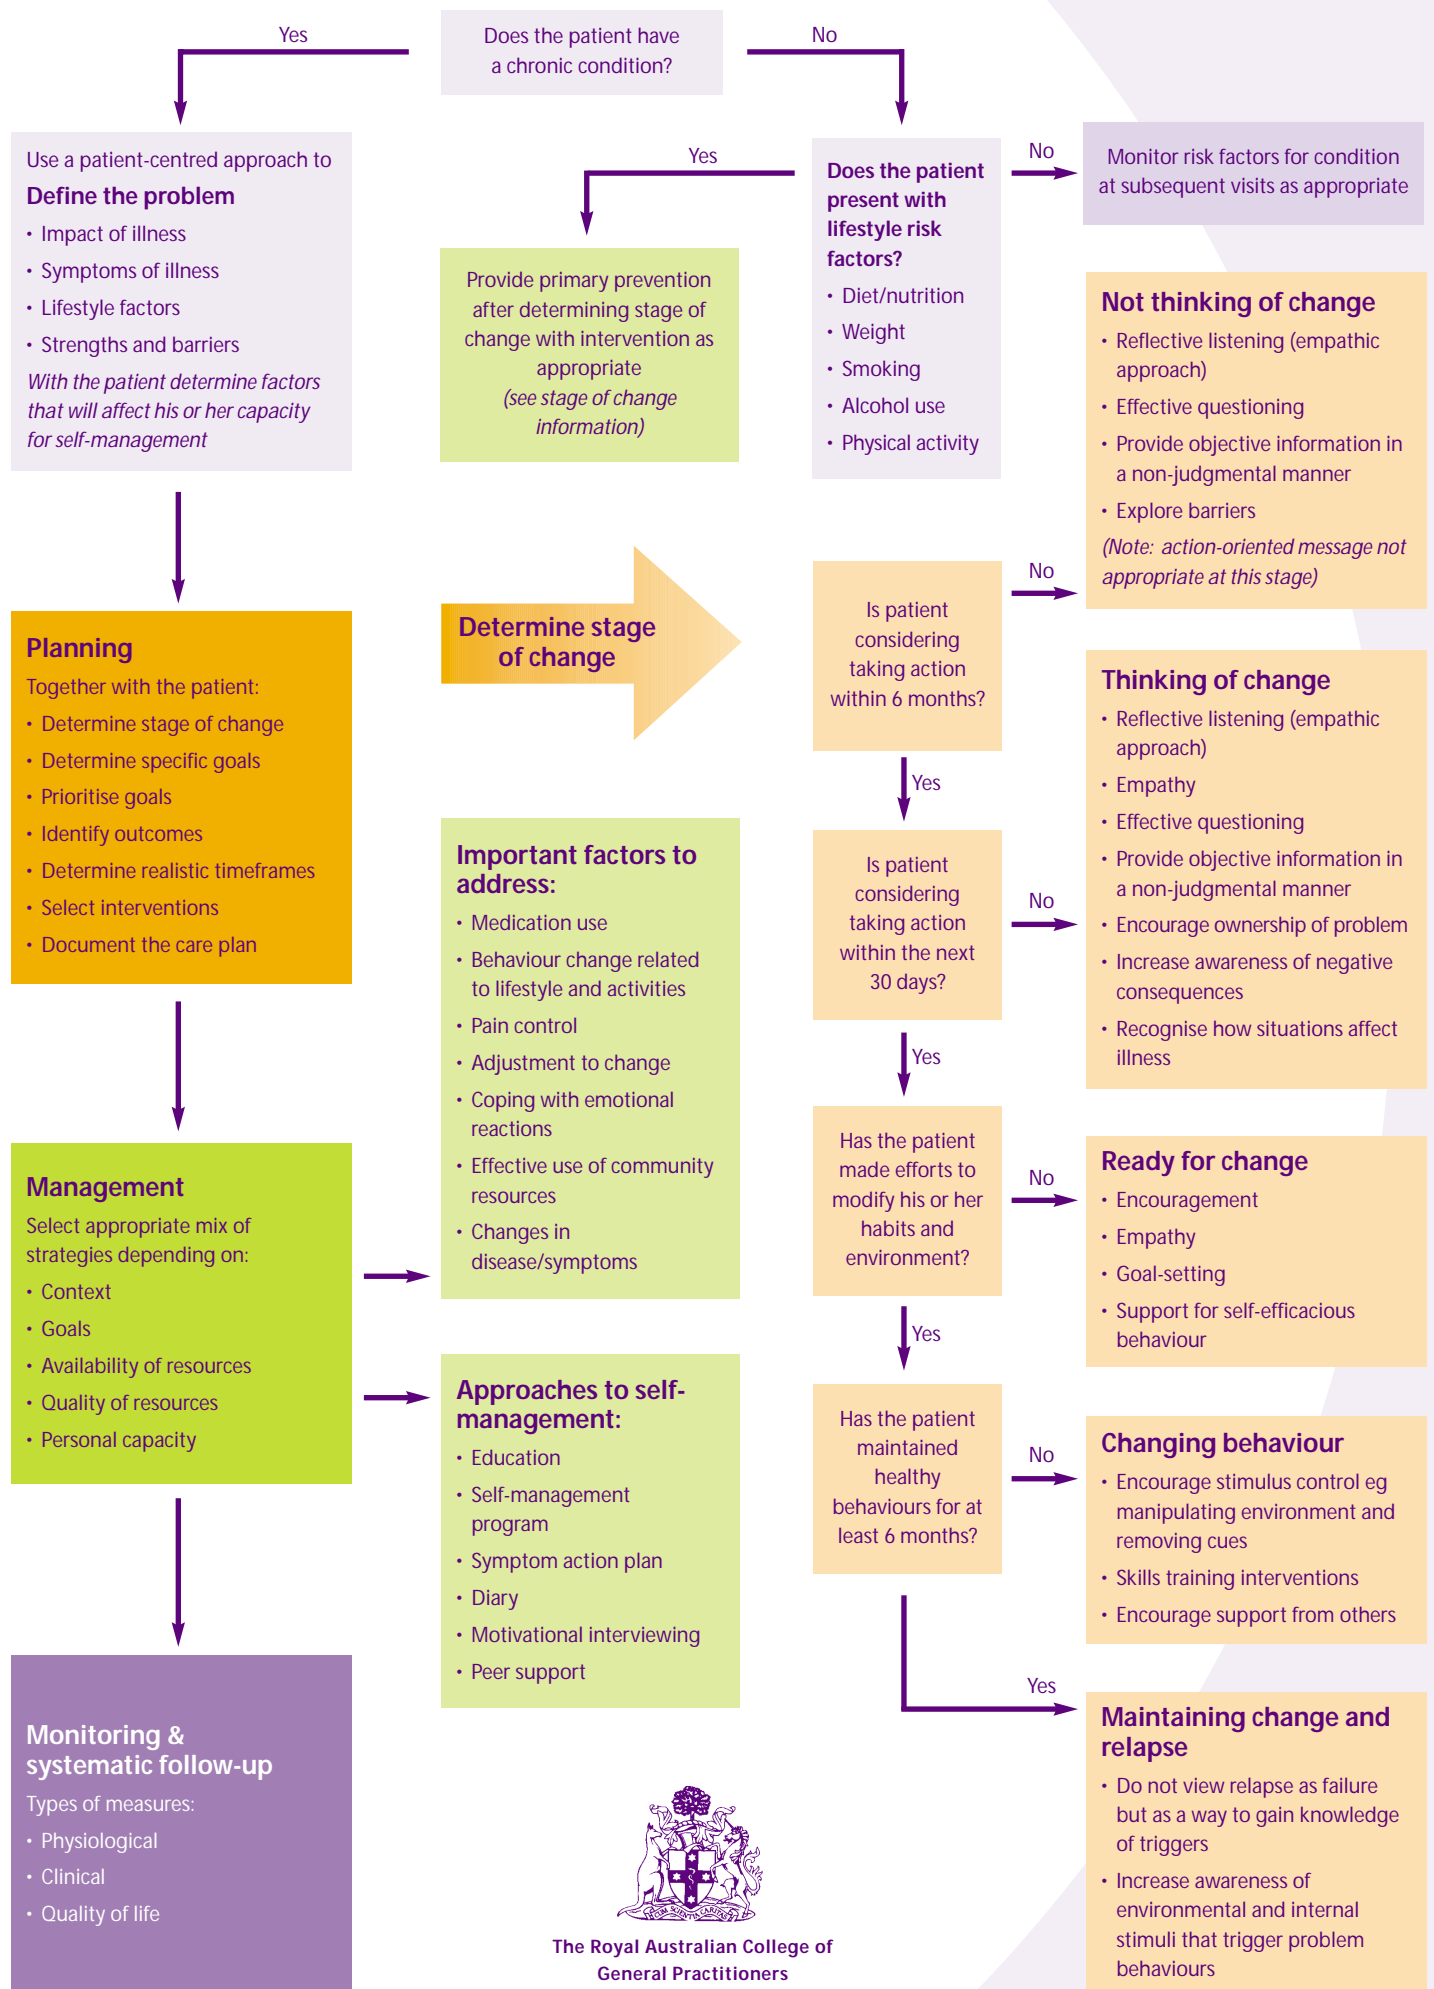 Does the patient have
a chronic condition?
Yes
No
Use a patient-centred approach to
Define the problem
• Impact of illness
• Symptoms of illness
• Lifestyle factors
• Strengths and barriers
With the patient determine factors
that will affect his or her capacity
for self-management
Planning
Together with the patient:
• Determine stage of change
• Determine specific goals
• Prioritise goals
• Identify outcomes
• Determine realistic timeframes
• Select interventions
• Document the care plan
Management
Select appropriate mix of
strategies depending on:
• Context
• Goals
• Availability of resources
• Quality of resources
• Personal capacity
Monitoring &
systematic follow-up
Types of measures:
• Physiological
• Clinical
• Quality of life
Yes
Provide primary prevention
after determining stage of
change with intervention as
appropriate
(see stage of change
information)
Determine stage
of change
Important factors to
address:
• Medication use
• Behaviour change related
to lifestyle and activities
• Pain control
• Adjustment to change
• Coping with emotional
reactions
• Effective use of community
resources
• Changes in
disease/symptoms
Approaches to self-
management:
• Education
• Self-management
program
• Symptom action plan
• Diary
• Motivational interviewing
• Peer support
CUM SCIENTIA CARITAS
The Royal Australian College of
General Practitioners
Does the patient
present with
lifestyle risk
factors?
• Diet/nutrition
• Weight
• Smoking
• Alcohol use
• Physical activity
No
Monitor risk factors for condition
at subsequent visits as appropriate
Is patient
considering
taking action
within 6 months?
No
Not thinking of change
• Reflective listening (empathic
approach)
• Effective questioning
• Provide objective information in
a non-judgmental manner
• Explore barriers
(Note: action-oriented message not
appropriate at this stage)
Yes
Is patient
considering
taking action
within the next
30 days?
No
Thinking of change
• Reflective listening (empathic
approach)
• Empathy
• Effective questioning
• Provide objective information in
a non-judgmental manner
• Encourage ownership of problem
• Increase awareness of negative
consequences
• Recognise how situations affect
illness
Yes
Has the patient
made efforts to
modify his or her
habits and
environment?
No
Ready for change
• Encouragement
• Empathy
• Goal-setting
• Support for self-efficacious
behaviour
Yes
Has the patient
maintained
healthy
behaviours for at
least 6 months?
No
Changing behaviour
• Encourage stimulus control eg
manipulating environment and
removing cues
• Skills training interventions
• Encourage support from others
Yes
Maintaining change and
relapse
• Do not view relapse as failure
but as a way to gain knowledge
of triggers
• Increase awareness of
environmental and internal
stimuli that trigger problem
behaviours